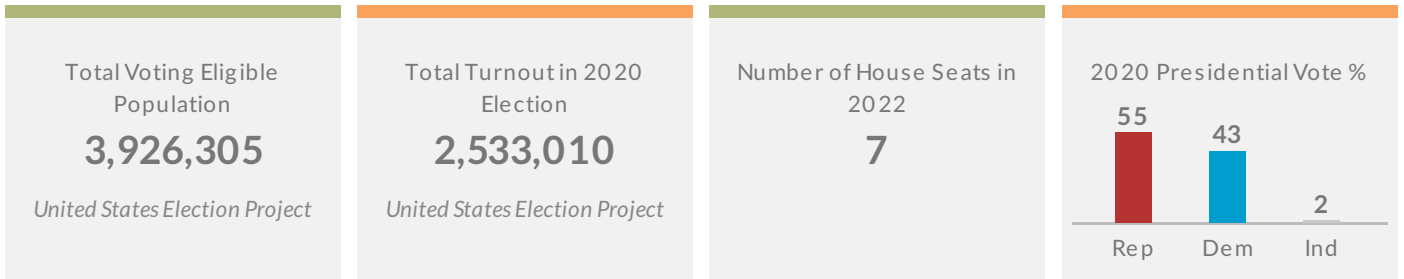 Total Voting Eligible
Population
3,926,305
United States Election Project
Total Turnout in 2020
Election
2,533,010
United States Election Project
Number of House Seats in
2022
7
2020 Presidential Vote %
55
43
2
Rep Dem Ind